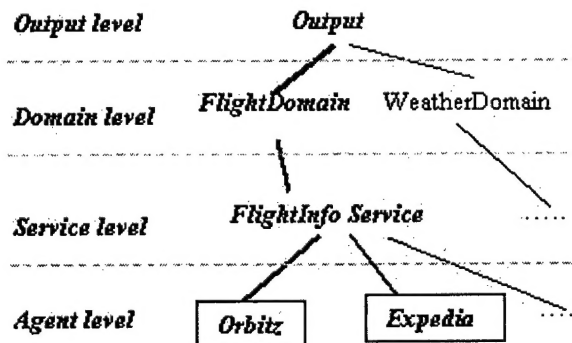 Output level Output
Domain level FlightDomain WeatherDomain
Service level FlightInfo Service .....
Agent level Orbitz Expedia .....